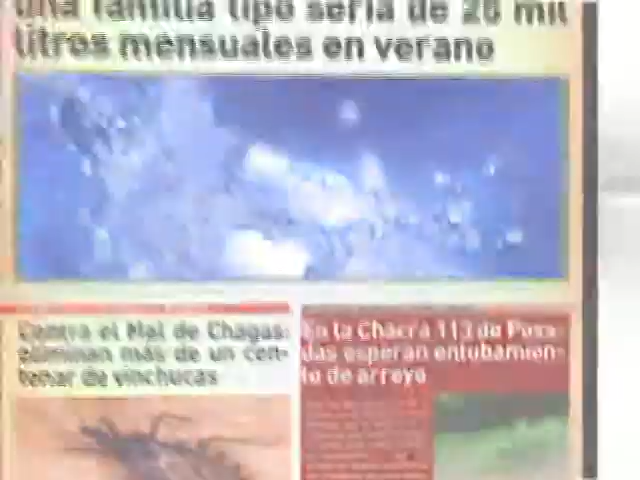 una familia tipo sería de 26 mil
litros mensuales en verano
Contra el Mal de Chagas:
eliminan más de un cen-
tenar de vinchucas
En la Chacra 113 de Posa-
das esperan entubamien-
to de arroyo